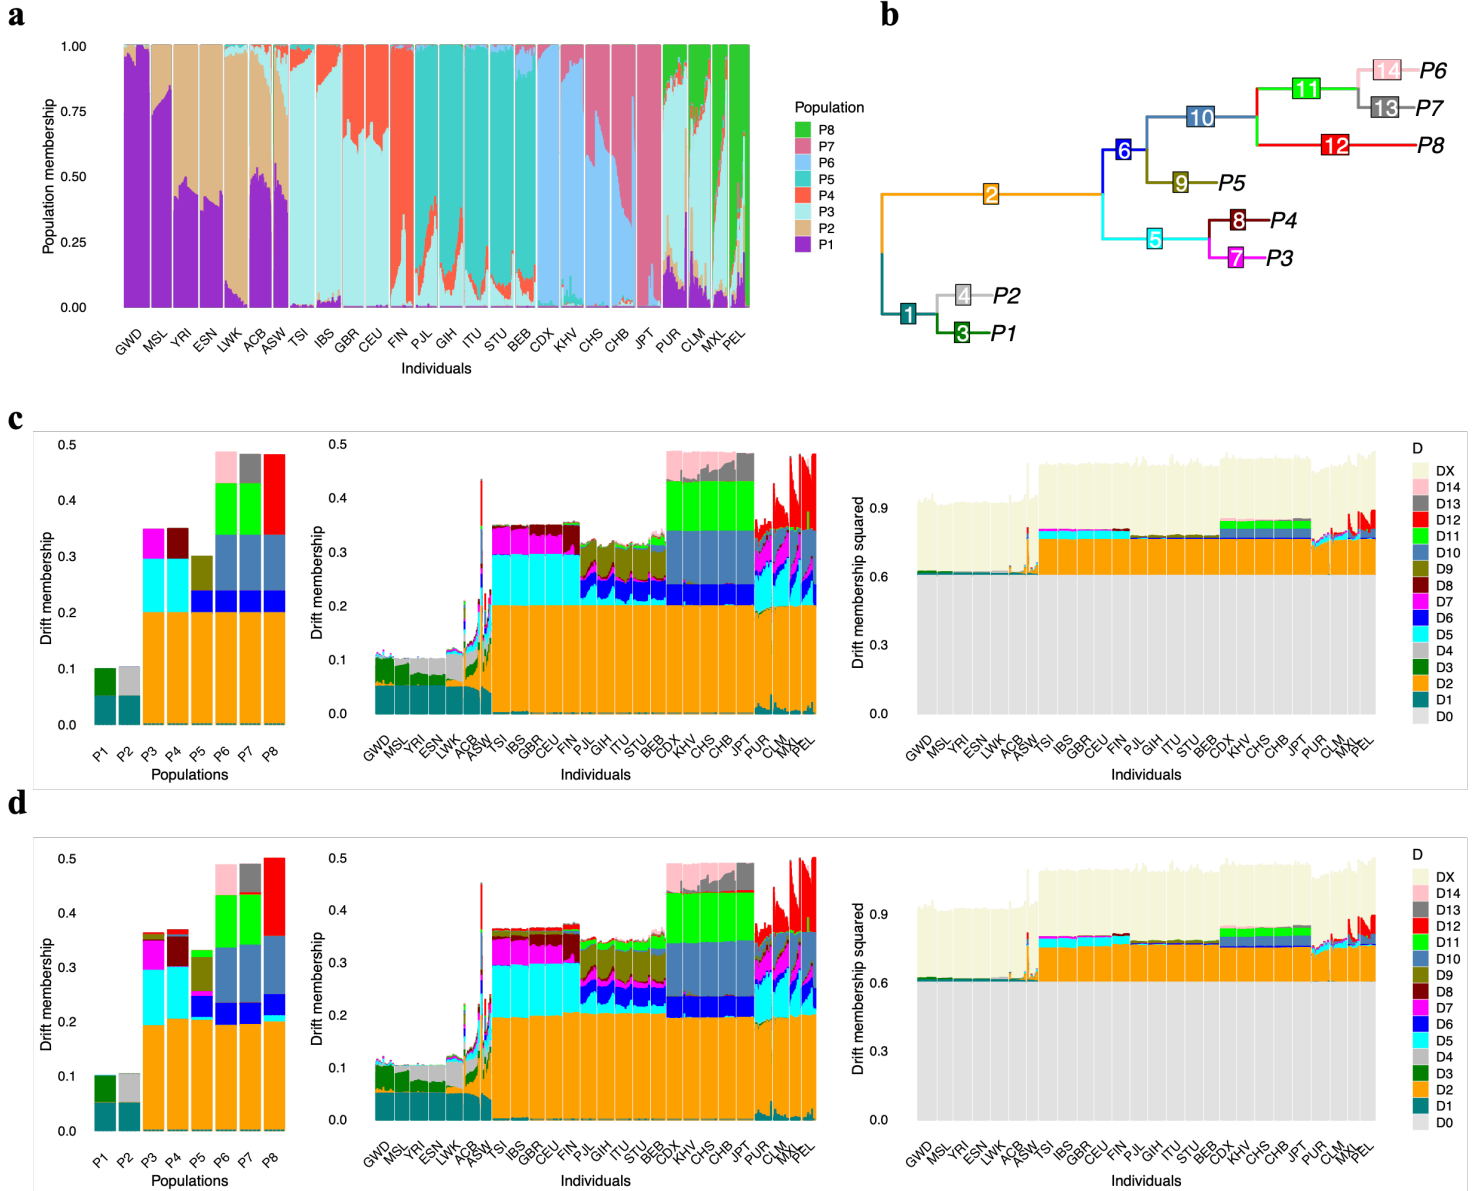 a
1.00
0.75
0.50
0.25
0.00
Population membership
GWD MSL YRI ESN LWK ACB ASW TSI IBS GBR CEU FIN PJL GIH ITU STU BEB CDX KHV CHS CHB JPT PUR CLM MXL PEL
Individuals
Population
P8
P7
P6
P5
P4
P3
P2
P1
b
14 P6
11
13 P7
10
12 P8
6
9 P5
2
8 P4
5
7 P3
4 P2
1
3 P1
c
0.5
0.4
0.3
0.2
0.1
0.0
Drift membership
P1 P2 P3 P4 P5 P6 P7 P8
Populations
0.5
0.4
0.3
0.2
0.1
0.0
Drift membership
GWD MSL YRI ESN LWK ACB ASW TSI IBS GBR CEU FIN PJL GIH ITU STU BEB CDX KHV CHS CHB JPT PUR CLM MXL PEL
Individuals
0.9
0.6
0.3
0.0
Drift membership squared
GWD MSL YRI ESN LWK ACB ASW TSI IBS GBR CEU FIN PJL GIH ITU STU BEB CDX KHV CHS CHB JPT PUR CLM MXL PEL
Individuals
D
DX
D14
D13
D12
D11
D10
D9
D8
D7
D6
D5
D4
D3
D2
D1
D0
d
0.5
0.4
0.3
0.2
0.1
0.0
Drift membership
P1 P2 P3 P4 P5 P6 P7 P8
Populations
0.5
0.4
0.3
0.2
0.1
0.0
Drift membership
GWD MSL YRI ESN LWK ACB ASW TSI IBS GBR CEU FIN PJL GIH ITU STU BEB CDX KHV CHS CHB JPT PUR CLM MXL PEL
Individuals
0.9
0.6
0.3
0.0
Drift membership squared
GWD MSL YRI ESN LWK ACB ASW TSI IBS GBR CEU FIN PJL GIH ITU STU BEB CDX KHV CHS CHB JPT PUR CLM MXL PEL
Individuals
D
DX
D14
D13
D12
D11
D10
D9
D8
D7
D6
D5
D4
D3
D2
D1
D0